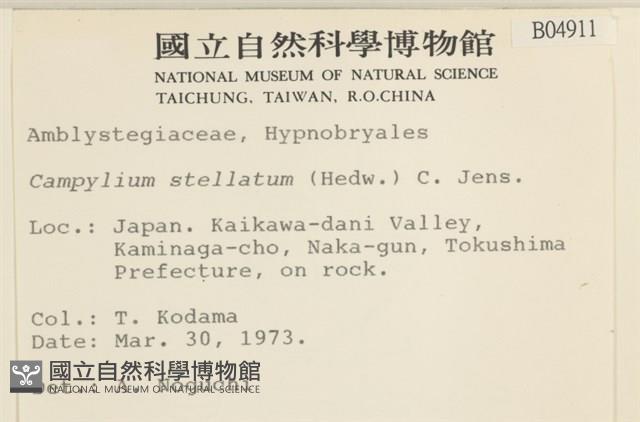 國立自然科學博物館
B04911
NATIONAL MUSEUM OF NATURAL SCIENCE
TAICHUNG, TAIWAN, R.O.CHINA
Amblystegiaceae, Hypnobryales
Campylium stellatum (Hedw.) C. Jens.
Loc.: Japan. Kaikawa-dani Valley,
Kaminaga-cho, Naka-gun, Tokushima
Prefecture, on rock.
Col.: T. Kodama
Date: Mar. 30, 1973.
Det.: A. Noguchi
國立自然科學博物館
NATIONAL MUSEUM OF NATURAL SCIENCE